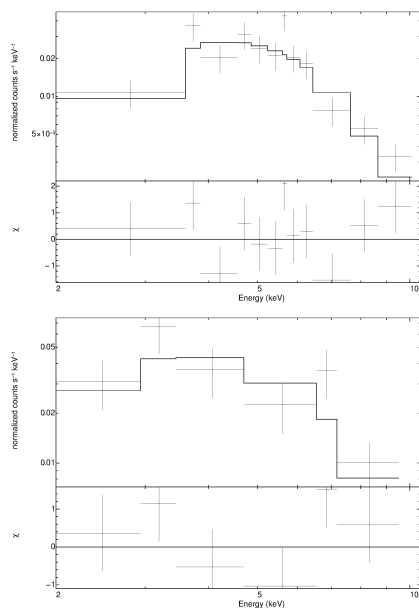 normalized counts s⁻¹ keV⁻¹
0.02
0.01
5×10⁻³
χ
2
1
0
−1
2 5 10
Energy (keV)
normalized counts s⁻¹ keV⁻¹
0.05
0.02
0.01
χ
1
0
−1
2 5 10
Energy (keV)